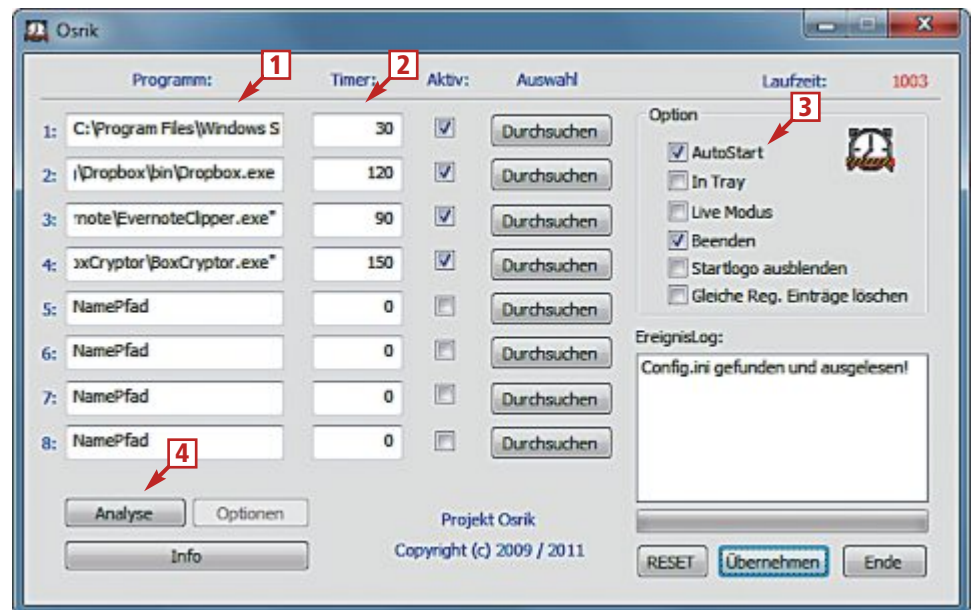 Osrik
1 2
Programm: Timer: Aktiv: Auswahl Laufzeit: 1003
1: C:\Program Files\Windows S 30 Durchsuchen
2: \Dropbox\bin\Dropbox.exe 120 Durchsuchen
3: note\EvernoteClipper.exe" 90 Durchsuchen
4: oxCryptor\BoxCryptor.exe" 150 Durchsuchen
5: NamePfad 0 Durchsuchen
6: NamePfad 0 Durchsuchen
7: NamePfad 0 Durchsuchen
8: NamePfad 0 Durchsuchen
4
Analyse Optionen
Info
Projekt Osrik
Copyright (c) 2009 / 2011
3
Option
AutoStart
In Tray
Live Modus
Beenden
Startlogo ausblenden
Gleiche Reg. Einträge löschen
EreignisLog:
Config.ini gefunden und ausgelesen!
RESET Übernehmen Ende